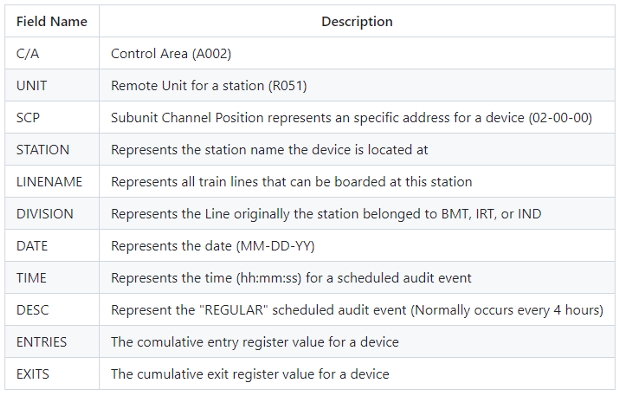 Field Name Description
C/A Control Area (A002)
UNIT Remote Unit for a station (R051)
SCP Subunit Channel Position represents an specific address for a device (02-00-00)
STATION Represents the station name the device is located at
LINENAME Represents all train lines that can be boarded at this station
DIVISION Represents the Line originally the station belonged to BMT, IRT, or IND
DATE Represents the date (MM-DD-YY)
TIME Represents the time (hh:mm:ss) for a scheduled audit event
DESC Represent the "REGULAR" scheduled audit event (Normally occurs every 4 hours)
ENTRIES The comulative entry register value for a device
EXITS The cumulative exit register value for a device